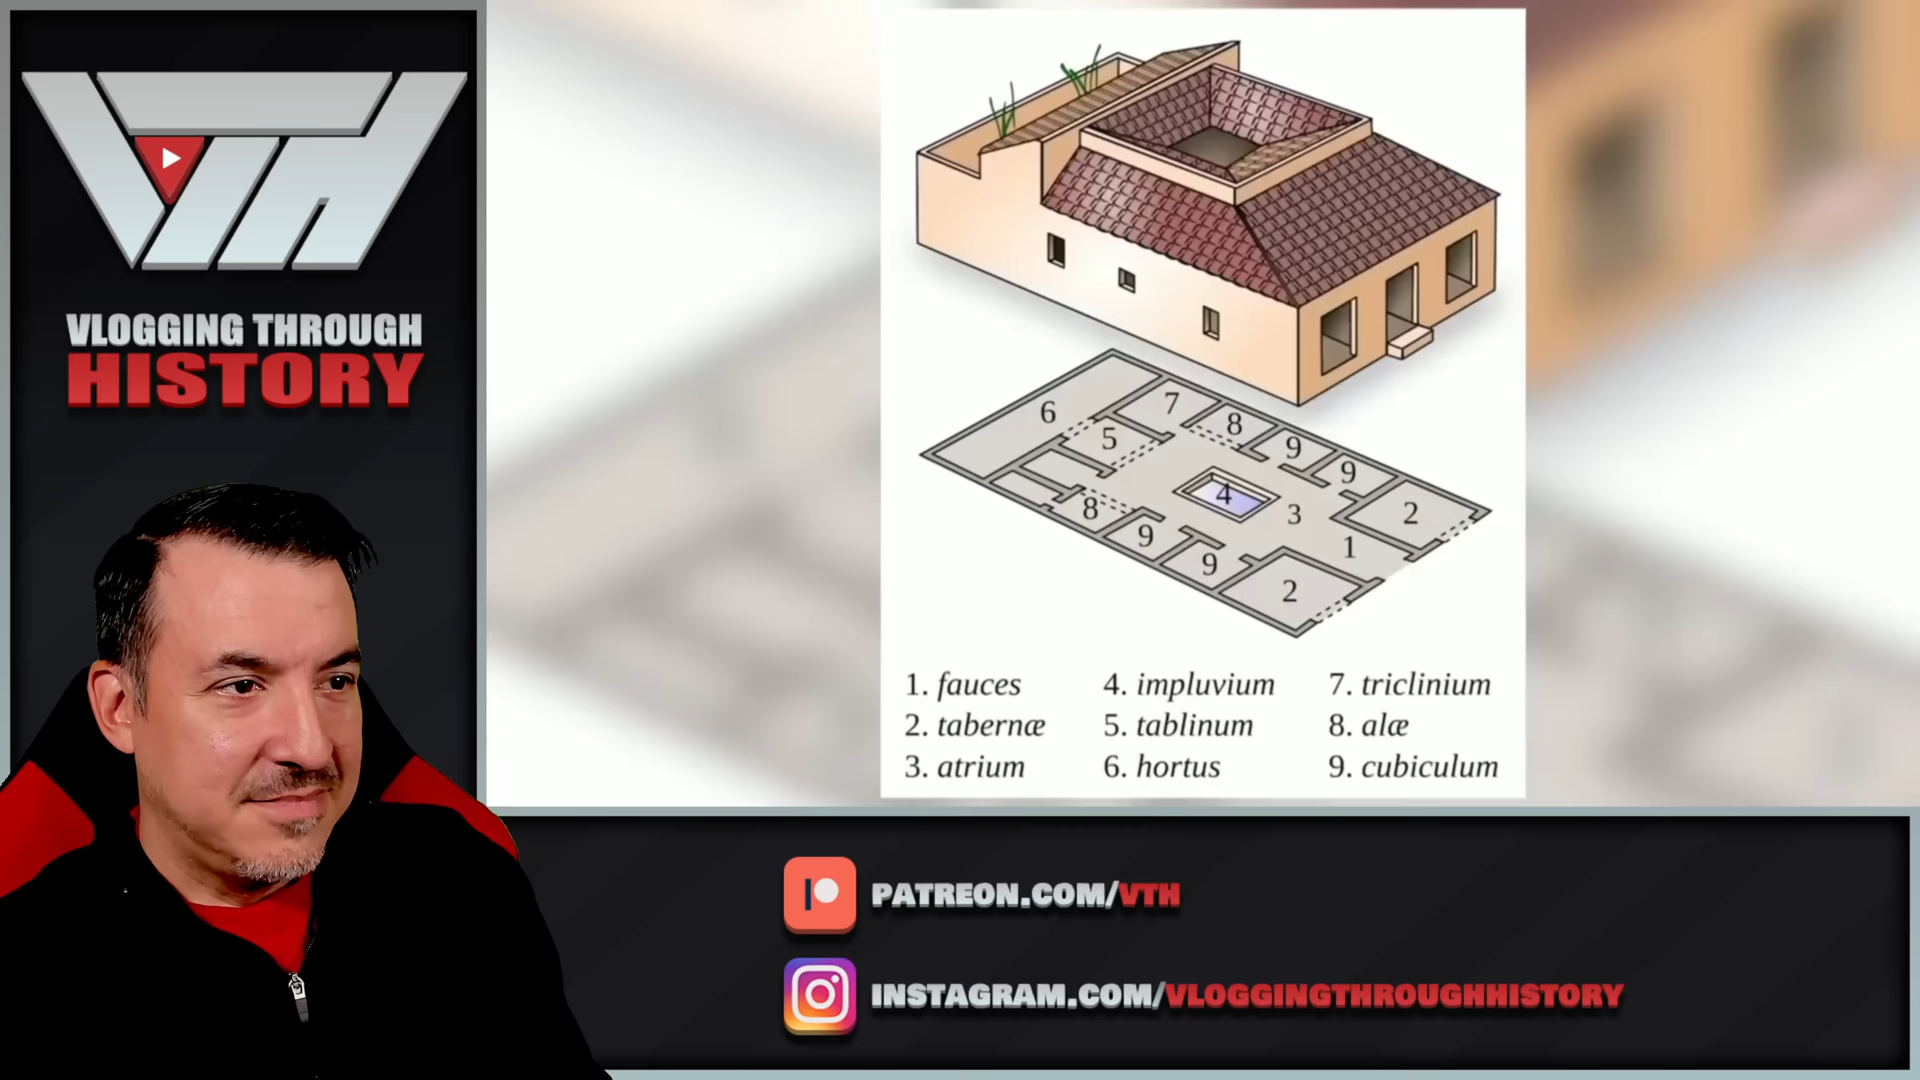 VTH
VLOGGING THROUGH
HISTORY
6
7
8
9
9
2
5
4
3
1
8
9
9
2
1. fauces
2. tabernæ
3. atrium
4. impluvium
5. tablinum
6. hortus
7. triclinium
8. alæ
9. cubiculum
PATREON.COM/VTH
INSTAGRAM.COM/VLOGGINGTHROUGHHISTORY